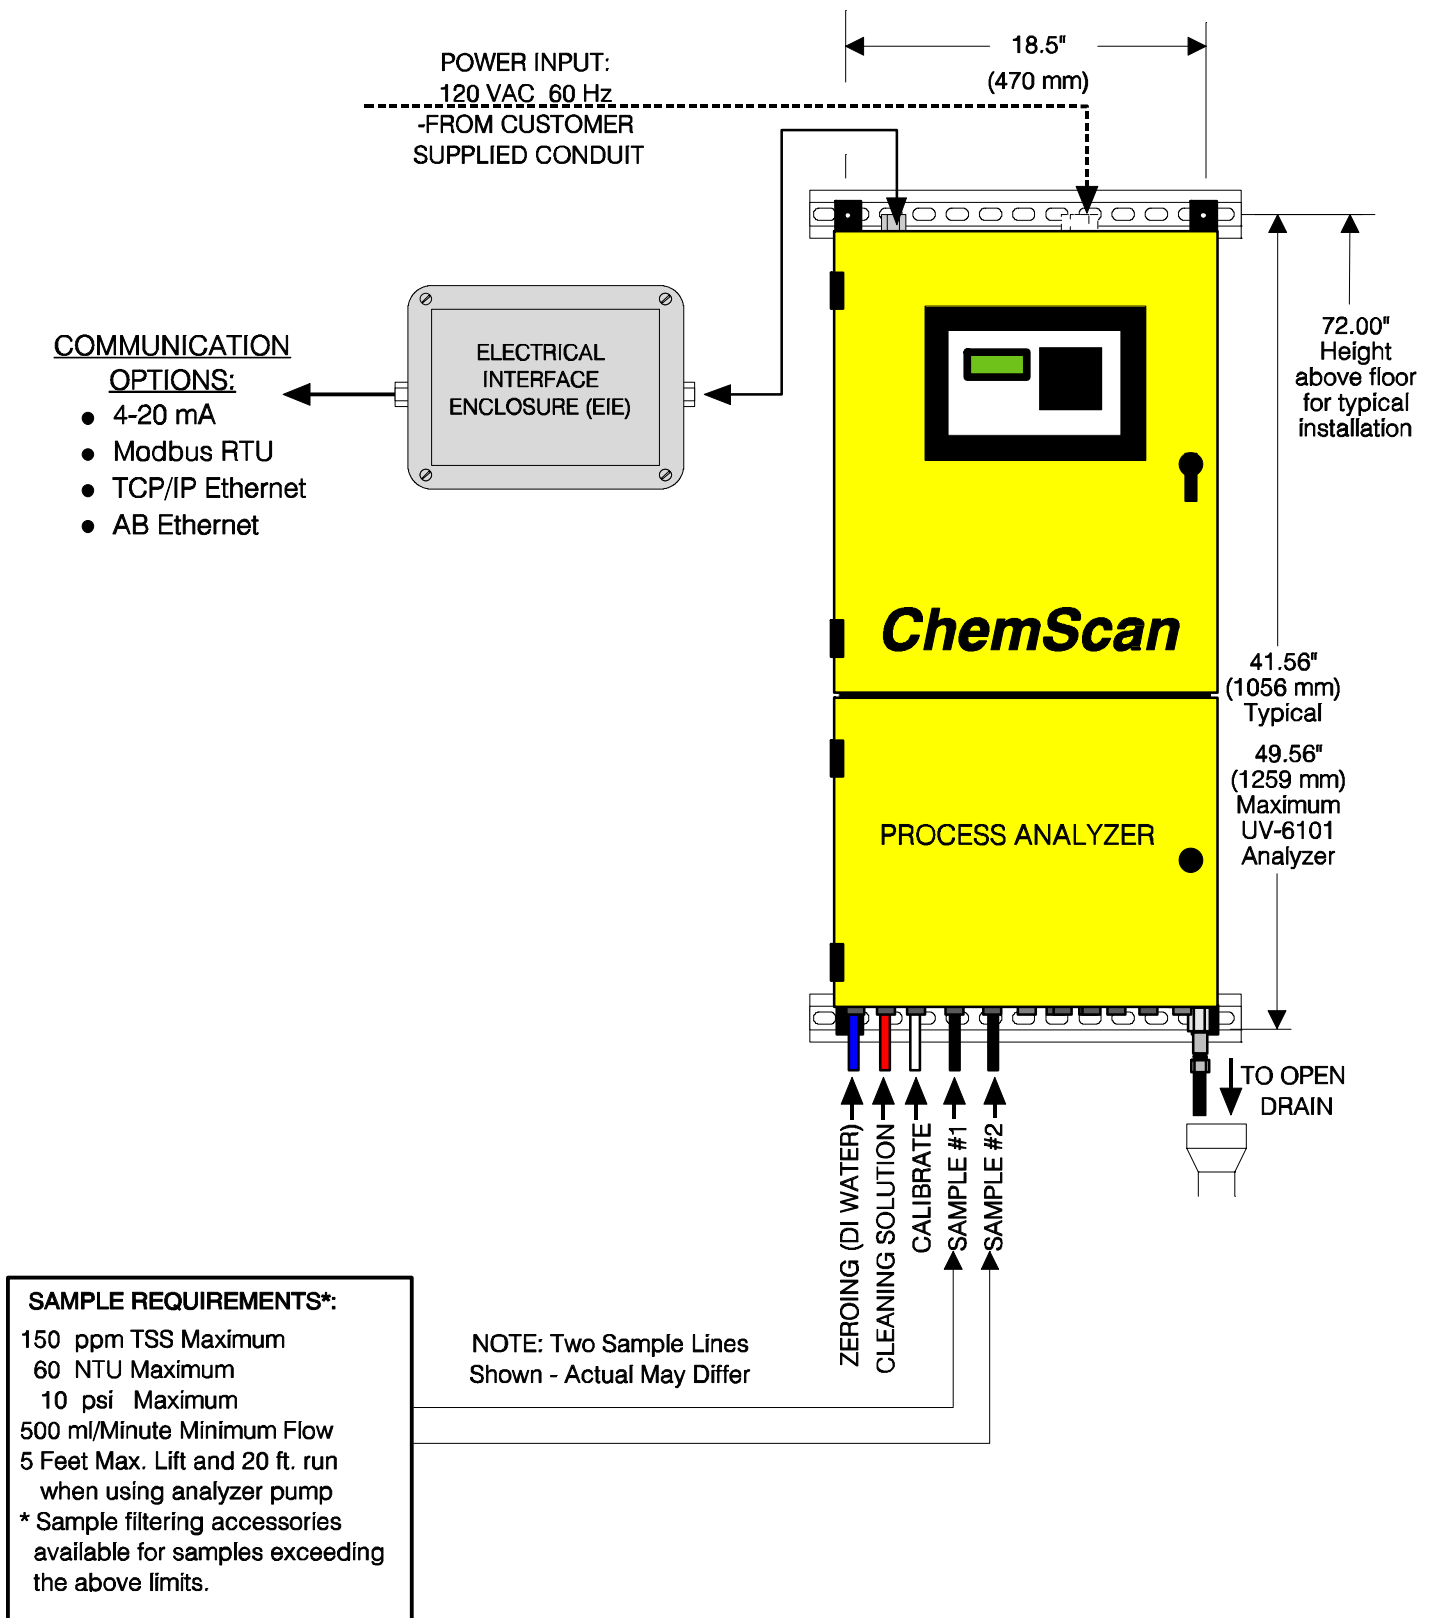 POWER INPUT:
120 VAC 60 Hz
-FROM CUSTOMER
SUPPLIED CONDUIT
18.5"
(470 mm)
72.00"
Height
above floor
for typical
installation
COMMUNICATION
OPTIONS:
● 4-20 mA
● Modbus RTU
● TCP/IP Ethernet
● AB Ethernet
ELECTRICAL
INTERFACE
ENCLOSURE (EIE)
ChemScan
41.56"
(1056 mm)
Typical
49.56"
(1259 mm)
Maximum
UV-6101
Analyzer
PROCESS ANALYZER
TO OPEN
DRAIN
ZEROING (DI WATER)
CLEANING SOLUTION
CALIBRATE
SAMPLE #1
SAMPLE #2
SAMPLE REQUIREMENTS*:
150 ppm TSS Maximum
60 NTU Maximum
10 psi Maximum
500 ml/Minute Minimum Flow
5 Feet Max. Lift and 20 ft. run
when using analyzer pump
* Sample filtering accessories
available for samples exceeding
the above limits.
NOTE: Two Sample Lines
Shown - Actual May Differ